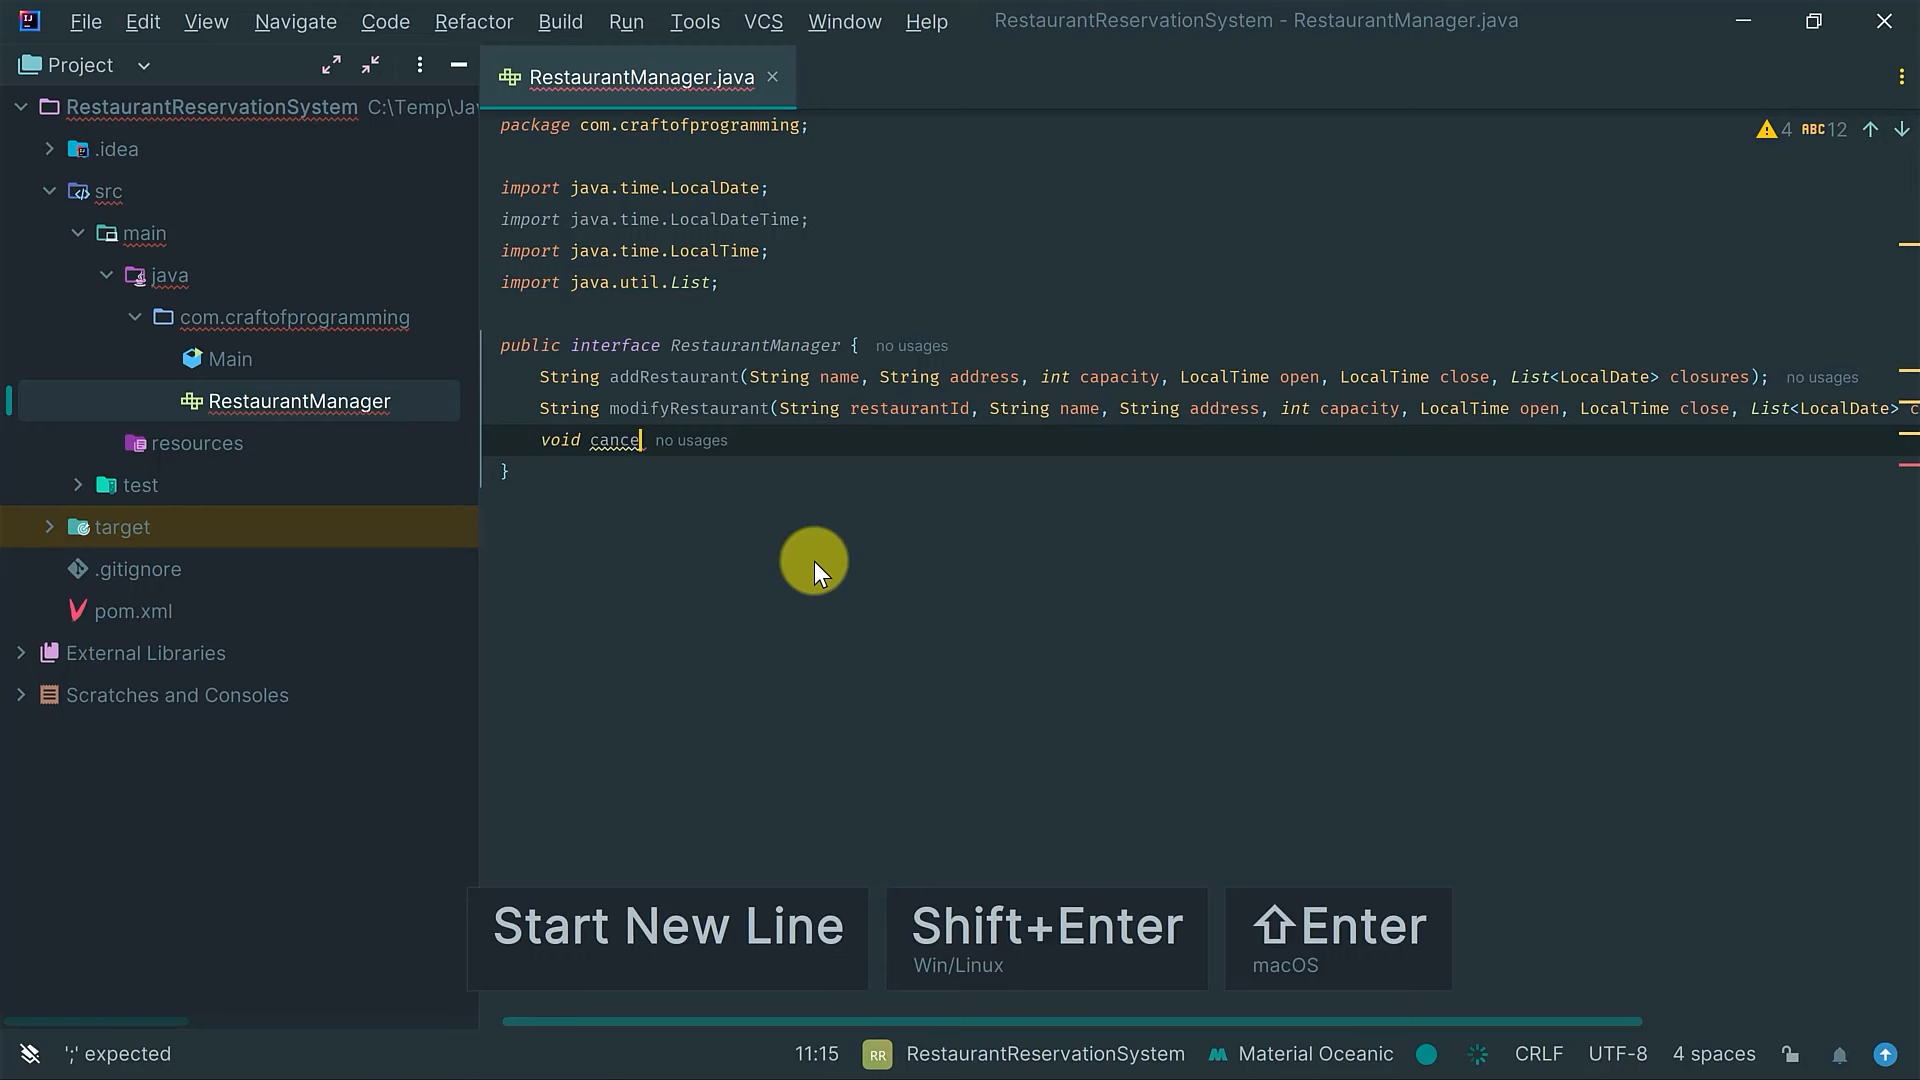 File Edit View Navigate Code Refactor Build Run Tools VCS Window Help RestaurantReservationSystem - RestaurantManager.java
Project
RestaurantManager.java
RestaurantReservationSystem C:\Temp\Ja
.idea
src
main
java
com.craftofprogramming
Main
RestaurantManager
resources
test
target
.gitignore
pom.xml
External Libraries
Scratches and Consoles
package com.craftofprogramming;
4 ABC 12
import java.time.LocalDate;
import java.time.LocalDateTime;
import java.time.LocalTime;
import java.util.List;
public interface RestaurantManager { no usages
String addRestaurant(String name, String address, int capacity, LocalTime open, LocalTime close, List<LocalDate> closures); no usages
String modifyRestaurant(String restaurantId, String name, String address, int capacity, LocalTime open, LocalTime close, List<LocalDate> c
void cance no usages
}
Start New Line Shift+Enter ⇧Enter
Win/Linux macOS
';' expected 11:15 RR RestaurantReservationSystem Material Oceanic CRLF UTF-8 4 spaces